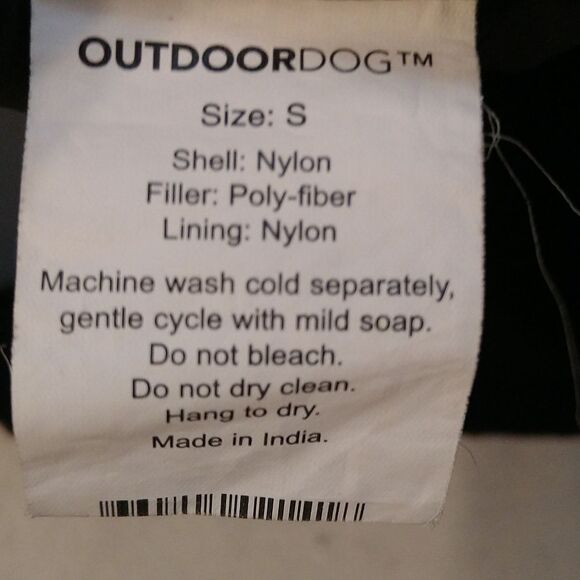 OUTDOORDOG™
Size: S
Shell: Nylon
Filler: Poly-fiber
Lining: Nylon
Machine wash cold separately,
gentle cycle with mild soap.
Do not bleach.
Do not dry clean.
Hang to dry.
Made in India.